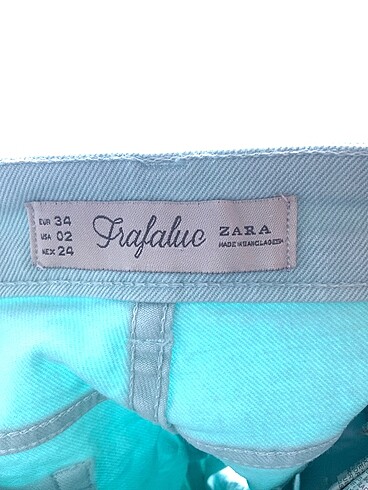 EUR 34
USA 02
MEX 24
Trafaluc
ZARA
MADE IN BANGLADESH